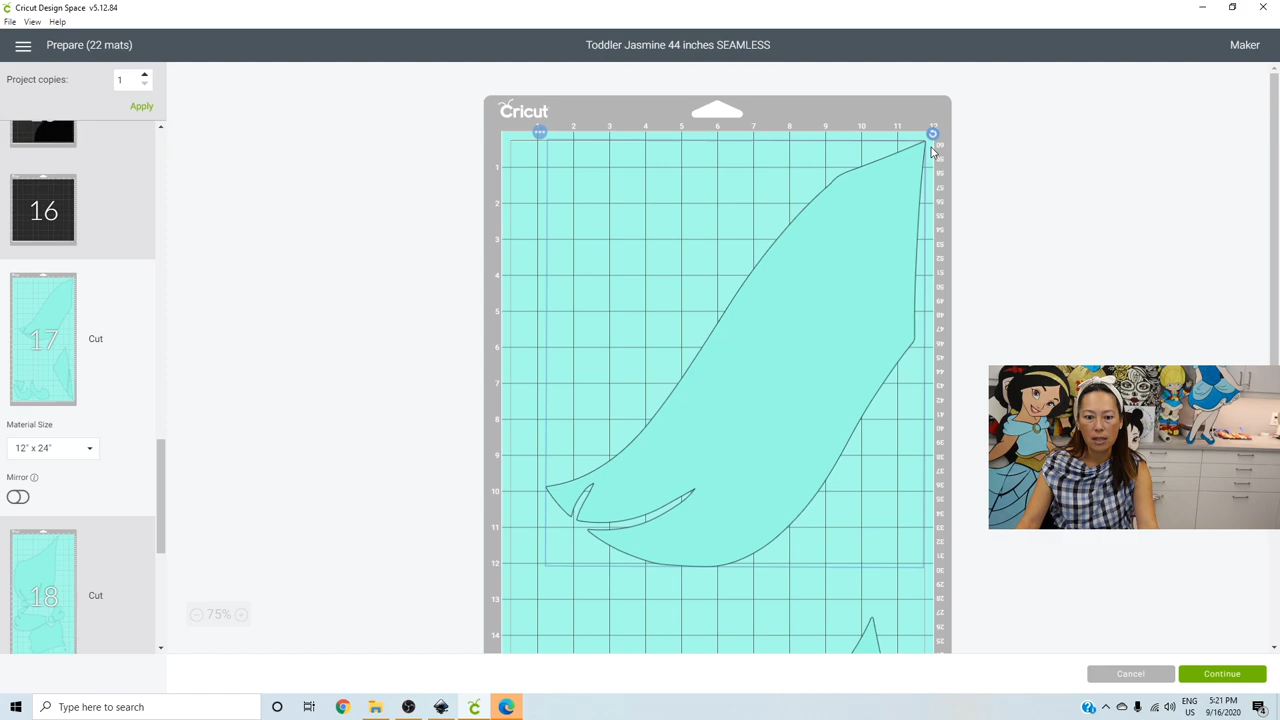 Cricut Design Space v5.12.84
File View Help
Prepare (22 mats)
Toddler Jasmine 44 inches SEAMLESS
Maker
Project copies: 1
Apply
16
17
Cut
Material Size
12" x 24"
Mirror
18
Cut
Cricut
2 3 4 5 6 7 8 9 10 11 12
1
2
3
4
5
6
7
8
9
10
11
12
13
14
75%
Cancel
Continue
Type here to search
ENG
US
5:21 PM
9/16/2020
4